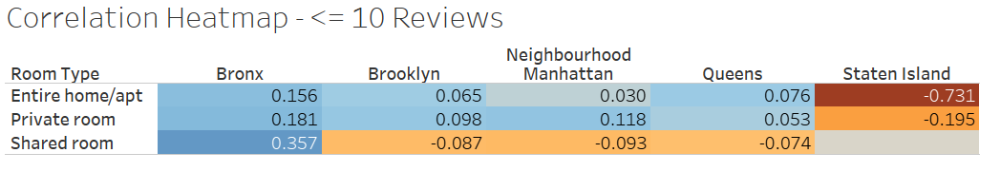 Correlation Heatmap - <= 10 Reviews
Neighbourhood
Room Type Bronx Brooklyn Manhattan Queens Staten Island
Entire home/apt 0.156 0.065 0.030 0.076 -0.731
Private room 0.181 0.098 0.118 0.053 -0.195
Shared room 0.357 -0.087 -0.093 -0.074